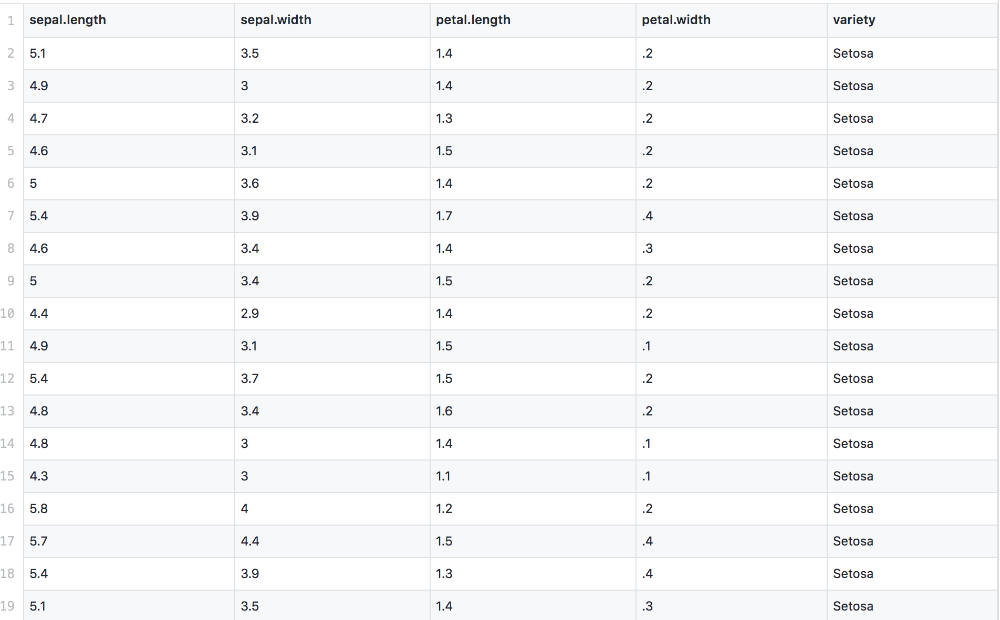 1 sepal.length sepal.width petal.length petal.width variety
2 5.1 3.5 1.4 .2 Setosa
3 4.9 3 1.4 .2 Setosa
4 4.7 3.2 1.3 .2 Setosa
5 4.6 3.1 1.5 .2 Setosa
6 5 3.6 1.4 .2 Setosa
7 5.4 3.9 1.7 .4 Setosa
8 4.6 3.4 1.4 .3 Setosa
9 5 3.4 1.5 .2 Setosa
10 4.4 2.9 1.4 .2 Setosa
11 4.9 3.1 1.5 .1 Setosa
12 5.4 3.7 1.5 .2 Setosa
13 4.8 3.4 1.6 .2 Setosa
14 4.8 3 1.4 .1 Setosa
15 4.3 3 1.1 .1 Setosa
16 5.8 4 1.2 .2 Setosa
17 5.7 4.4 1.5 .4 Setosa
18 5.4 3.9 1.3 .4 Setosa
19 5.1 3.5 1.4 .3 Setosa